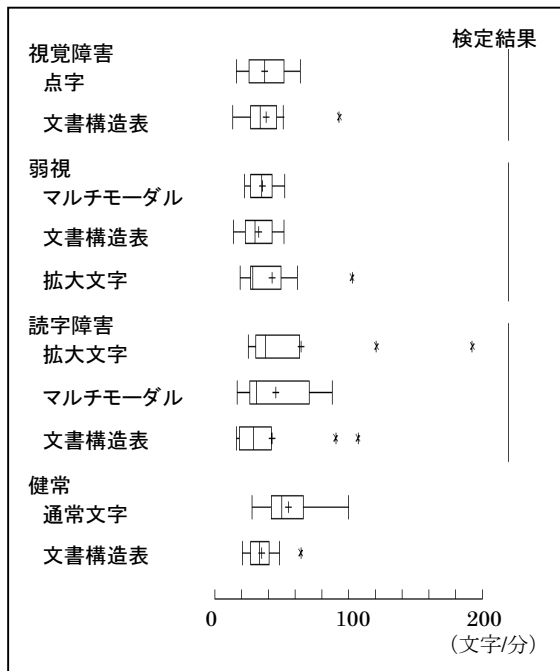 検定結果
視覚障害
点字
文書構造表
弱視
マルチモーダル
文書構造表
拡大文字
読字障害
拡大文字
マルチモーダル
文書構造表
健常
通常文字
文書構造表
0 100 200
(文字/分)